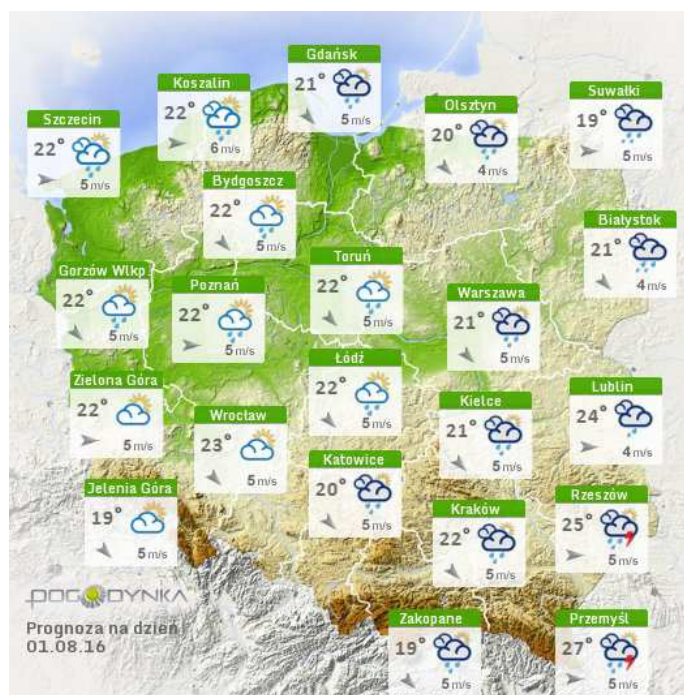 Gdańsk
21°
5 m/s
Koszalin
22°
6 m/s
Suwałki
19°
5 m/s
Olsztyn
20°
4 m/s
Szczecin
22°
5 m/s
Bydgoszcz
22°
5 m/s
Białystok
21°
4 m/s
Toruń
22°
5 m/s
Gorzów Wlkp
22°
5 m/s
Poznań
22°
5 m/s
Warszawa
21°
5 m/s
Łódź
22°
5 m/s
Zielona Góra
22°
5 m/s
Lublin
24°
4 m/s
Kielce
21°
5 m/s
Wrocław
23°
5 m/s
Katowice
20°
5 m/s
Jelenia Góra
19°
5 m/s
Rzeszów
25°
5 m/s
Kraków
22°
5 m/s
POGODYNKA
Prognoza na dzień
01.08.16
Zakopane
19°
5 m/s
Przemyśl
27°
5 m/s